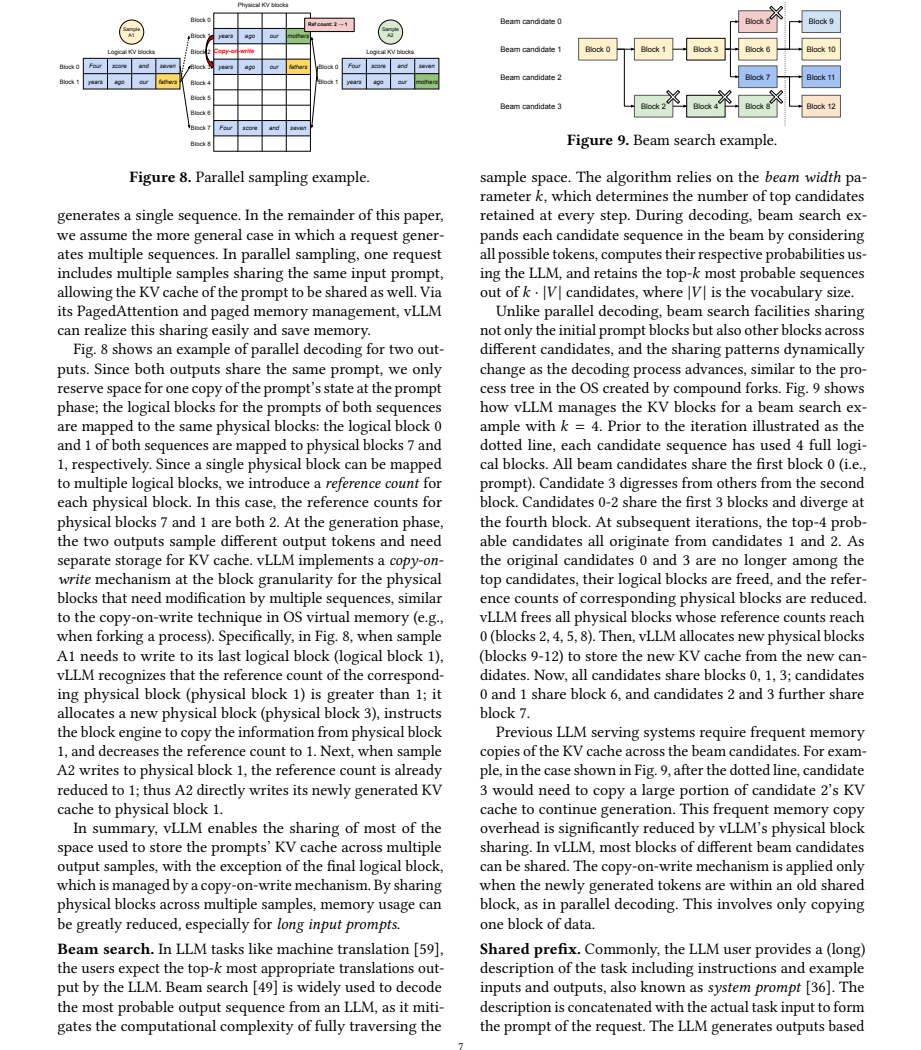 Physical KV blocks
Sample A1
Sample A2
Ref count: 2 → 1
Logical KV blocks
Logical KV blocks
Block 0
Block 1 years ago our mothers
Block 2 Copy-on-write
Block 3 years ago our fathers
Block 4
Block 5
Block 6
Block 7 Four score and seven
Block 8
Block 0 Four score and seven
Block 1 years ago our fathers
Block 0 Four score and seven
Block 1 years ago our mothers
Figure 8. Parallel sampling example.
generates a single sequence. In the remainder of this paper,
we assume the more general case in which a request gener-
ates multiple sequences. In parallel sampling, one request
includes multiple samples sharing the same input prompt,
allowing the KV cache of the prompt to be shared as well. Via
its PagedAttention and paged memory management, vLLM
can realize this sharing easily and save memory.
Fig. 8 shows an example of parallel decoding for two out-
puts. Since both outputs share the same prompt, we only
reserve space for one copy of the prompt's state at the prompt
phase; the logical blocks for the prompts of both sequences
are mapped to the same physical blocks: the logical block 0
and 1 of both sequences are mapped to physical blocks 7 and
1, respectively. Since a single physical block can be mapped
to multiple logical blocks, we introduce a reference count for
each physical block. In this case, the reference counts for
physical blocks 7 and 1 are both 2. At the generation phase,
the two outputs sample different output tokens and need
separate storage for KV cache. vLLM implements a copy-on-
write mechanism at the block granularity for the physical
blocks that need modification by multiple sequences, similar
to the copy-on-write technique in OS virtual memory (e.g.,
when forking a process). Specifically, in Fig. 8, when sample
A1 needs to write to its last logical block (logical block 1),
vLLM recognizes that the reference count of the correspond-
ing physical block (physical block 1) is greater than 1; it
allocates a new physical block (physical block 3), instructs
the block engine to copy the information from physical block
1, and decreases the reference count to 1. Next, when sample
A2 writes to physical block 1, the reference count is already
reduced to 1; thus A2 directly writes its newly generated KV
cache to physical block 1.
In summary, vLLM enables the sharing of most of the
space used to store the prompts' KV cache across multiple
output samples, with the exception of the final logical block,
which is managed by a copy-on-write mechanism. By sharing
physical blocks across multiple samples, memory usage can
be greatly reduced, especially for long input prompts.
Beam search. In LLM tasks like machine translation [59],
the users expect the top-k most appropriate translations out-
put by the LLM. Beam search [49] is widely used to decode
the most probable output sequence from an LLM, as it miti-
gates the computational complexity of fully traversing the
Beam candidate 0 Block 5 Block 9
Beam candidate 1 Block 0 Block 1 Block 3 Block 6 Block 10
Beam candidate 2 Block 7 Block 11
Beam candidate 3 Block 2 Block 4 Block 8 Block 12
Figure 9. Beam search example.
sample space. The algorithm relies on the beam width pa-
rameter k, which determines the number of top candidates
retained at every step. During decoding, beam search ex-
pands each candidate sequence in the beam by considering
all possible tokens, computes their respective probabilities us-
ing the LLM, and retains the top-k most probable sequences
out of k · |V| candidates, where |V| is the vocabulary size.
Unlike parallel decoding, beam search facilities sharing
not only the initial prompt blocks but also other blocks across
different candidates, and the sharing patterns dynamically
change as the decoding process advances, similar to the pro-
cess tree in the OS created by compound forks. Fig. 9 shows
how vLLM manages the KV blocks for a beam search ex-
ample with k = 4. Prior to the iteration illustrated as the
dotted line, each candidate sequence has used 4 full logi-
cal blocks. All beam candidates share the first block 0 (i.e.,
prompt). Candidate 3 digresses from others from the second
block. Candidates 0-2 share the first 3 blocks and diverge at
the fourth block. At subsequent iterations, the top-4 prob-
able candidates all originate from candidates 1 and 2. As
the original candidates 0 and 3 are no longer among the
top candidates, their logical blocks are freed, and the refer-
ence counts of corresponding physical blocks are reduced.
vLLM frees all physical blocks whose reference counts reach
0 (blocks 2, 4, 5, 8). Then, vLLM allocates new physical blocks
(blocks 9-12) to store the new KV cache from the new can-
didates. Now, all candidates share blocks 0, 1, 3; candidates
0 and 1 share block 6, and candidates 2 and 3 further share
block 7.
Previous LLM serving systems require frequent memory
copies of the KV cache across the beam candidates. For exam-
ple, in the case shown in Fig. 9, after the dotted line, candidate
3 would need to copy a large portion of candidate 2's KV
cache to continue generation. This frequent memory copy
overhead is significantly reduced by vLLM's physical block
sharing. In vLLM, most blocks of different beam candidates
can be shared. The copy-on-write mechanism is applied only
when the newly generated tokens are within an old shared
block, as in parallel decoding. This involves only copying
one block of data.
Shared prefix. Commonly, the LLM user provides a (long)
description of the task including instructions and example
inputs and outputs, also known as system prompt [36]. The
description is concatenated with the actual task input to form
the prompt of the request. The LLM generates outputs based
7